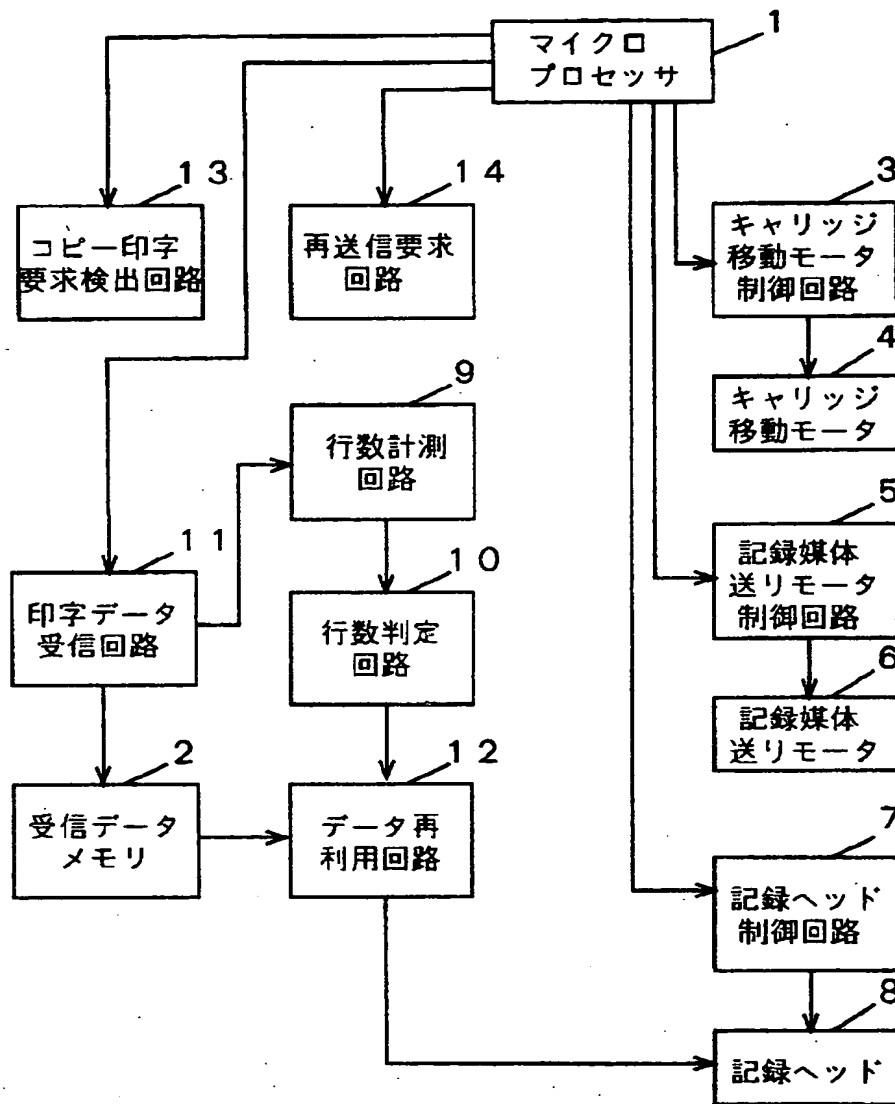 1
マイクロ
プロセッサ
13
コピー印字
要求検出回路
14
再送信要求
回路
3
キャリッジ
移動モータ
制御回路
4
キャリッジ
移動モータ
9
行数計測
回路
5
記録媒体
送りモータ
制御回路
11
印字データ
受信回路
10
行数判定
回路
6
記録媒体
送りモータ
2
受信データ
メモリ
12
データ再
利用回路
7
記録ヘッド
制御回路
8
記録ヘッド